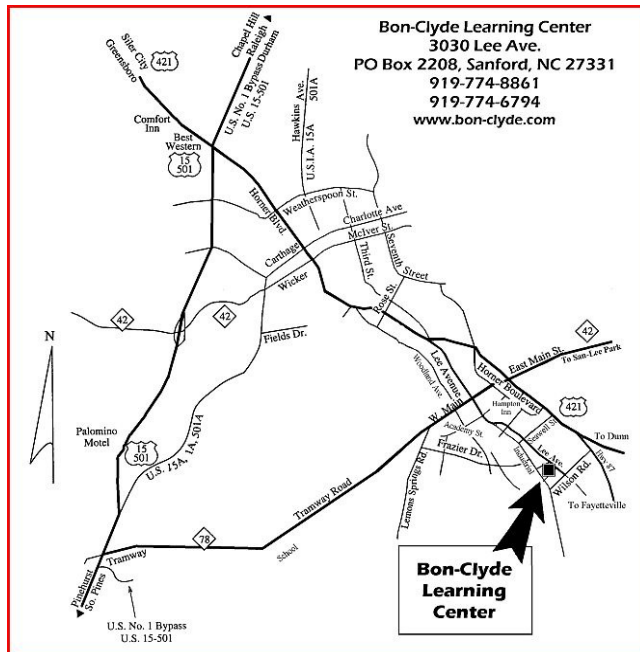 Bon-Clyde Learning Center
3030 Lee Ave.
PO Box 2208, Sanford, NC 27331
919-774-8861
919-774-6794
www.bon-clyde.com
Siler City
Greensboro
421
Chapel Hill
Raleigh
U.S. No. 1 Bypass Durham
U.S. 15-501
Hawkins Ave.
U.S.I.A. 15A 501A
Comfort
Inn
Best
Western
15
501
Horner Blvd.
Weatherspoon St.
Charlotte Ave
McIver St.
Carthage
Wicker
Third St.
Seventh
Street
Rose St.
N
42
42
Fields Dr.
Woodland Ave.
Lee Avenue
East Main St.
42
To San-Lee Park
Horner Boulevard
Hampton
Inn
421
W. Main
Academy St.
Seawell St.
Palomino
Motel
15
501
U.S. 15A, 1A, 501A
Frazier Dr.
Lemons Springs Rd.
Industrial
Lee Ave.
Wilson Rd.
Hwy 87
To Dunn
To Fayetteville
Tramway Road
78
School
Tramway
Pinehurst
So. Pines
U.S. No. 1 Bypass
U.S. 15-501
Bon-Clyde
Learning
Center